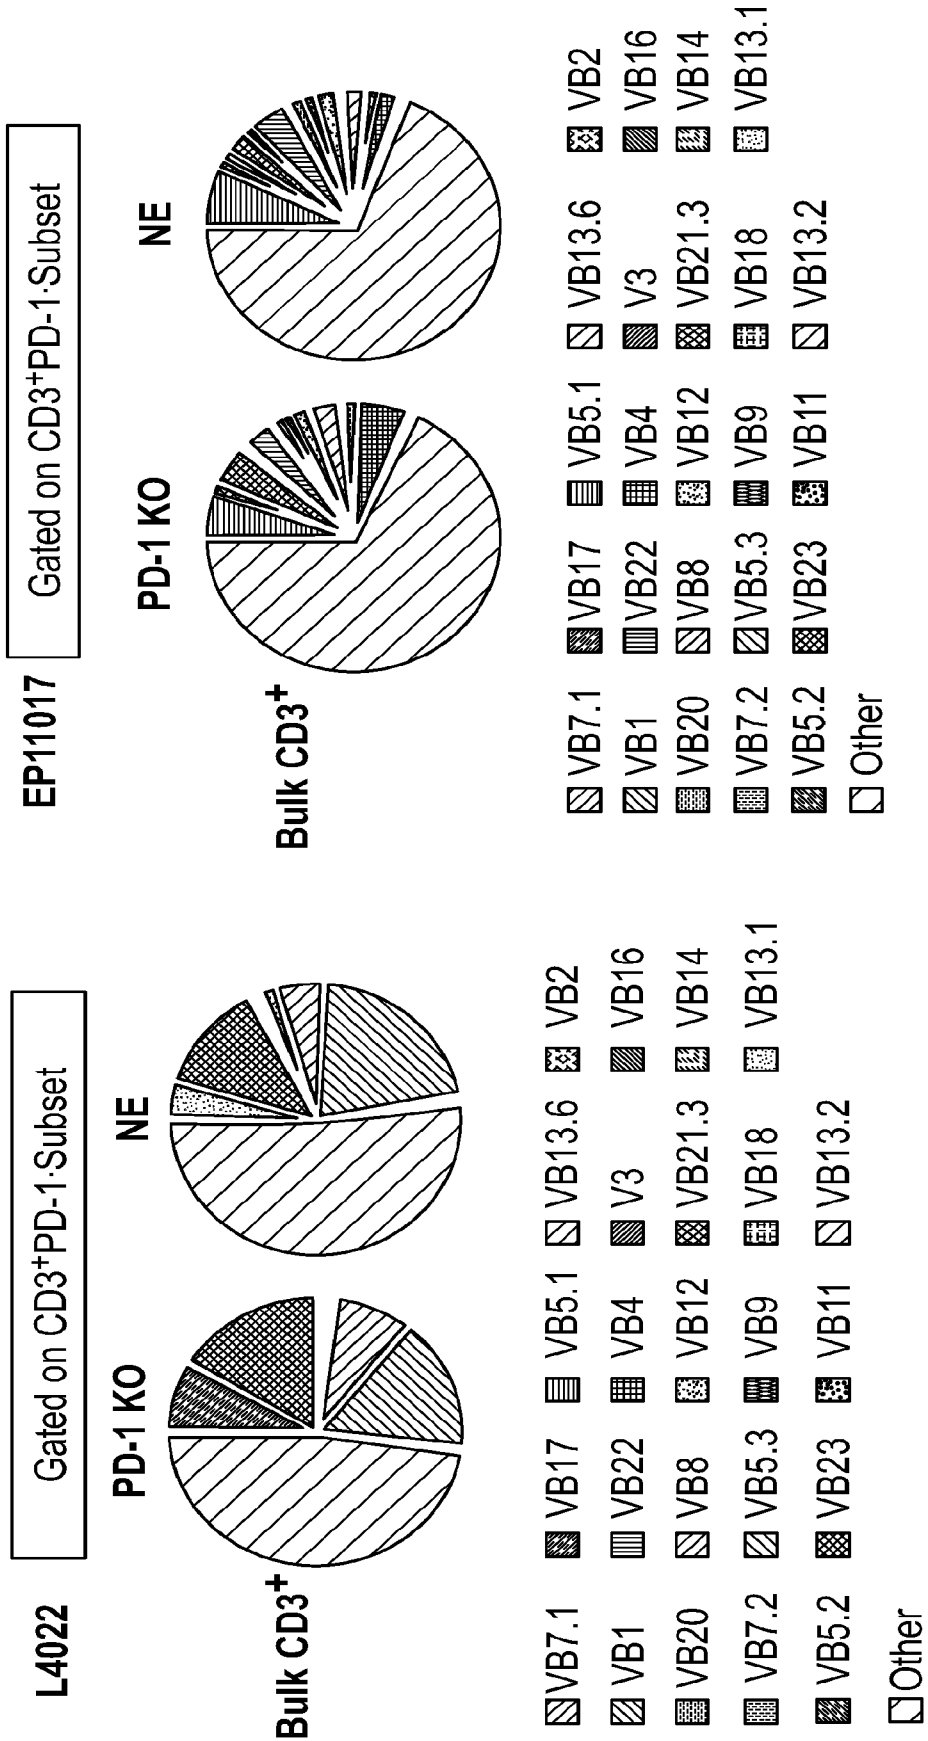 L4022
Gated on CD3+PD-1-Subset
PD-1 KO
NE
Bulk CD3+
VB7.1
VB17
VB5.1
VB13.6
VB2
VB1
VB22
VB4
V3
VB16
VB20
VB8
VB12
VB21.3
VB14
VB7.2
VB5.3
VB9
VB18
VB13.1
VB5.2
VB23
VB11
VB13.2
Other
EP11017
Gated on CD3+PD-1-Subset
PD-1 KO
NE
Bulk CD3+
VB7.1
VB17
VB5.1
VB13.6
VB2
VB1
VB22
VB4
V3
VB16
VB20
VB8
VB12
VB21.3
VB14
VB7.2
VB5.3
VB9
VB18
VB13.1
VB5.2
VB23
VB11
VB13.2
Other